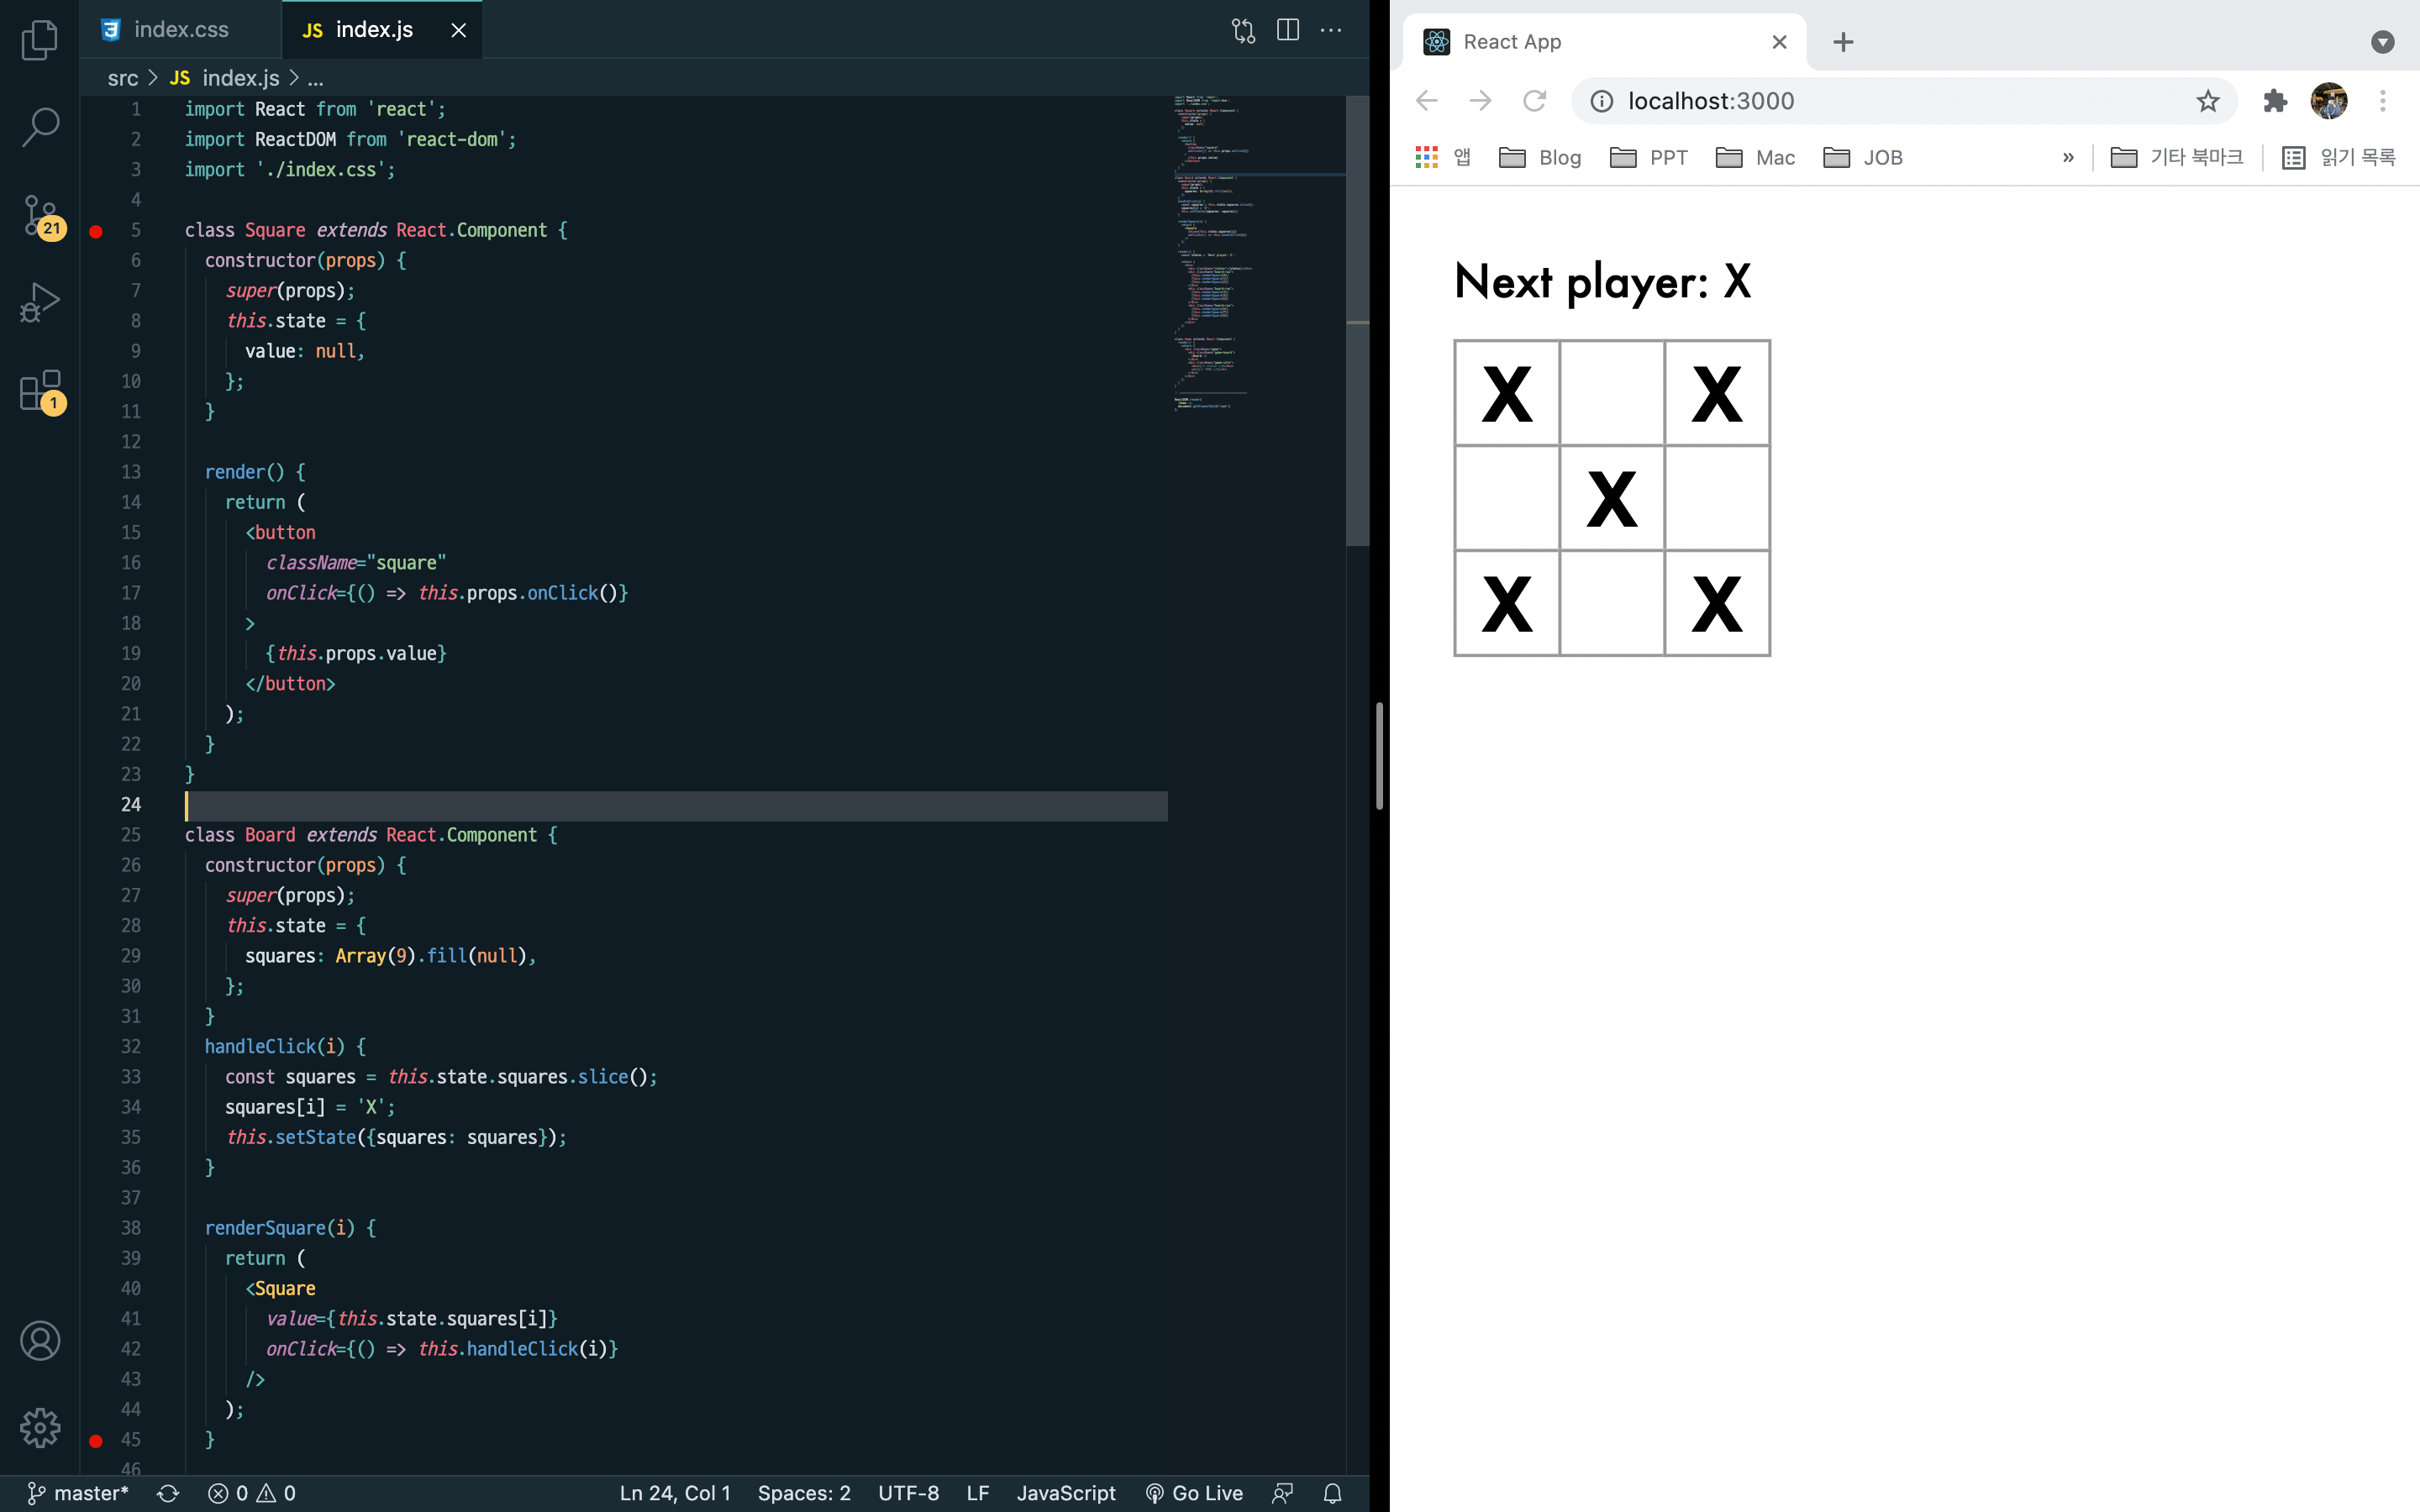 index.css
JS index.js
src > JS index.js > ...
1 import React from 'react';
2 import ReactDOM from 'react-dom';
3 import './index.css';
4
5 class Square extends React.Component {
6 constructor(props) {
7 super(props);
8 this.state = {
9 value: null,
10 };
11 }
12
13 render() {
14 return (
15 <button
16 className="square"
17 onClick={() => this.props.onClick()}
18 >
19 {this.props.value}
20 </button>
21 );
22 }
23 }
24
25 class Board extends React.Component {
26 constructor(props) {
27 super(props);
28 this.state = {
29 squares: Array(9).fill(null),
30 };
31 }
32 handleClick(i) {
33 const squares = this.state.squares.slice();
34 squares[i] = 'X';
35 this.setState({squares: squares});
36 }
37
38 renderSquare(i) {
39 return (
40 <Square
41 value={this.state.squares[i]}
42 onClick={() => this.handleClick(i)}
43 />
44 );
45 }
46
21
1
master* 0 0 Ln 24, Col 1 Spaces: 2 UTF-8 LF JavaScript Go Live
React App
localhost:3000
앱 Blog PPT Mac JOB » 기타 북마크 읽기 목록
Next player: X
X X
X
X X